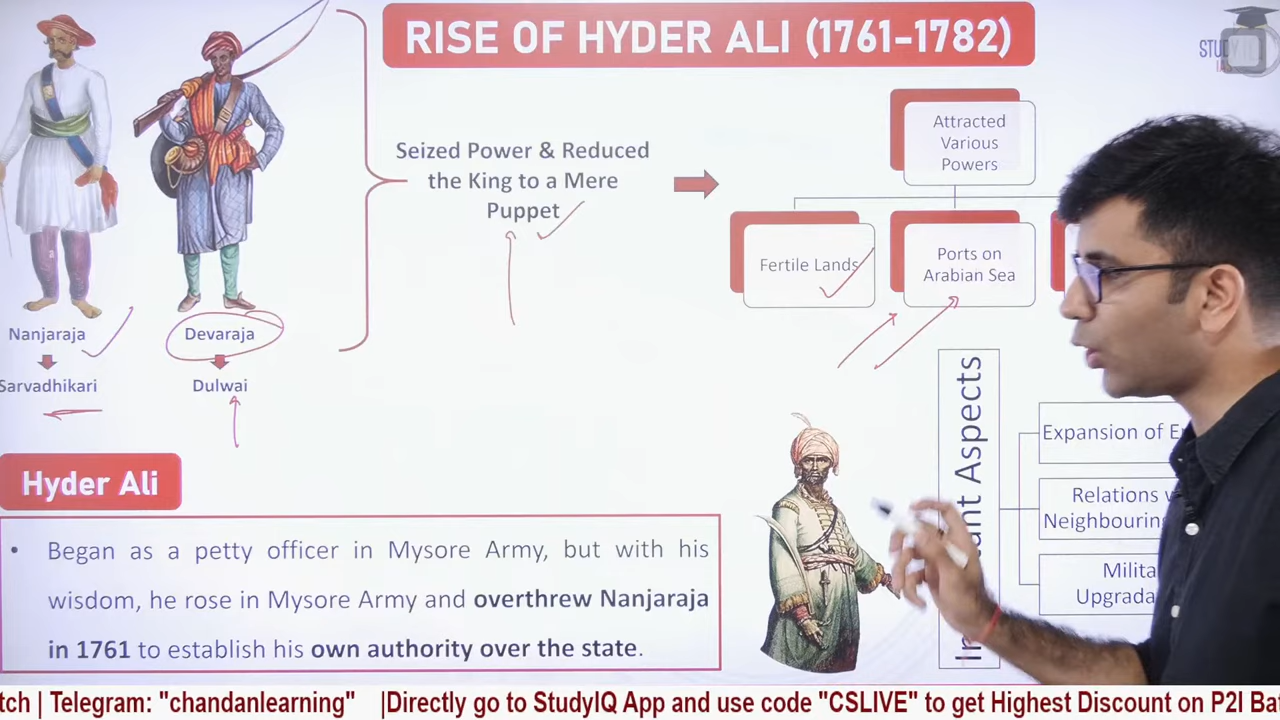 RISE OF HYDER ALI (1761-1782)
Seized Power & Reduced
the King to a Mere
Puppet
Attracted
Various
Powers
Fertile Lands
Ports on
Arabian Sea
Nanjaraja
Sarvadhikari
Devaraja
Dulwai
Hyder Ali
• Began as a petty officer in Mysore Army, but with his
wisdom, he rose in Mysore Army and overthrew Nanjaraja
in 1761 to establish his own authority over the state.
Aspects
Expansion of
Relations
Neighbouring
tch | Telegram: "chandanlearning" |Directly go to StudyIQ App and use code "CSLIVE" to get Highest Discount on P2I Ba